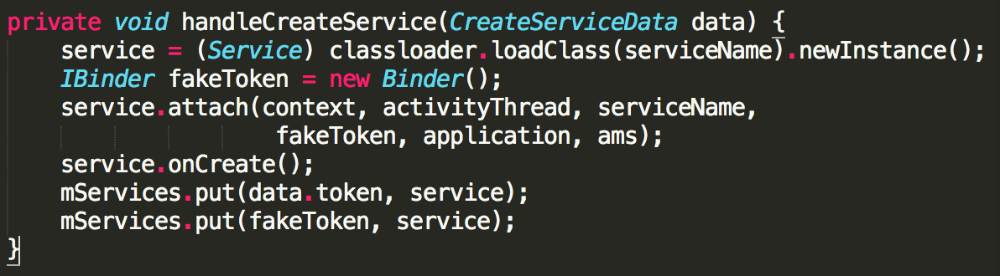 private void handleCreateService(CreateServiceData data) {
    service = (Service) classloader.loadClass(serviceName).newInstance();
    IBinder fakeToken = new Binder();
    service.attach(context, activityThread, serviceName,
                    fakeToken, application, ams);
    service.onCreate();
    mServices.put(data.token, service);
    mServices.put(fakeToken, service);
}